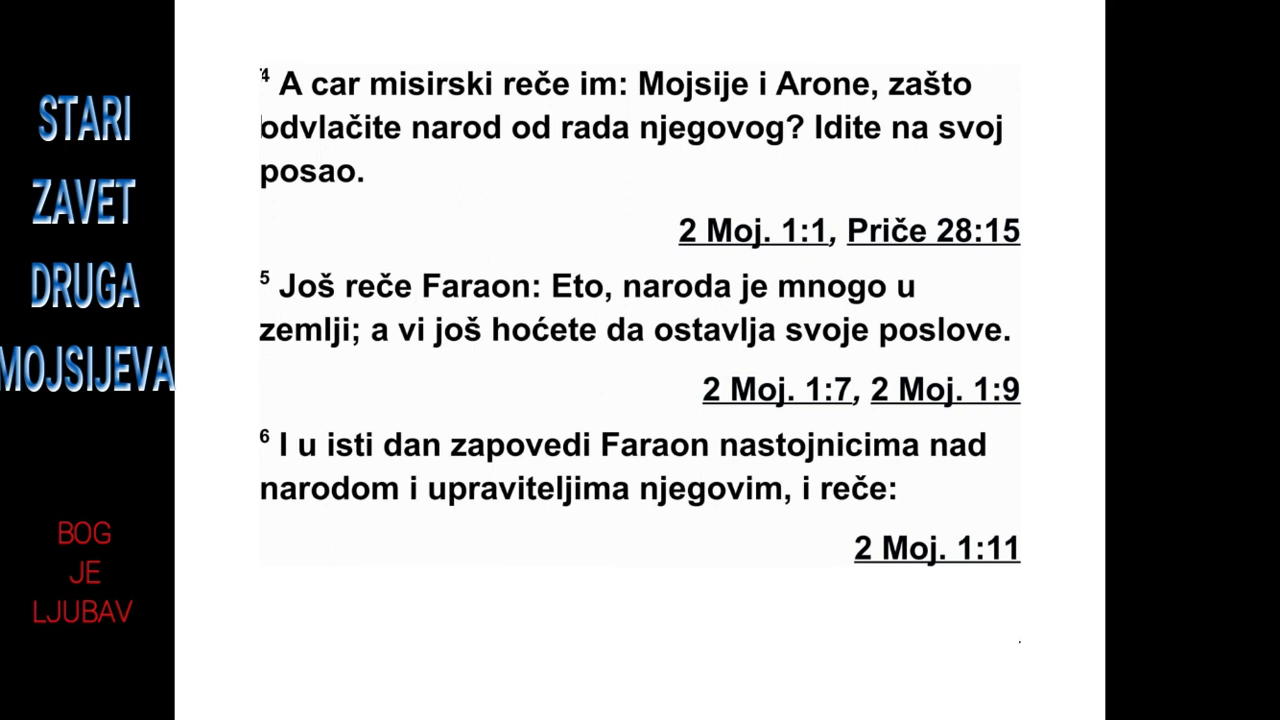 STARI
ZAVET
DRUGA
MOJSIJEVA
BOG
JE
LJUBAV
4 A car misirski reče im: Mojsije i Arone, zašto
odvlačite narod od rada njegovog? Idite na svoj
posao.
2 Moj. 1:1, Priče 28:15
5 Još reče Faraon: Eto, naroda je mnogo u
zemlji; a vi još hoćete da ostavlja svoje poslove.
2 Moj. 1:7, 2 Moj. 1:9
6 I u isti dan zapovedi Faraon nastojnicima nad
narodom i upraviteljima njegovim, i reče:
2 Moj. 1:11